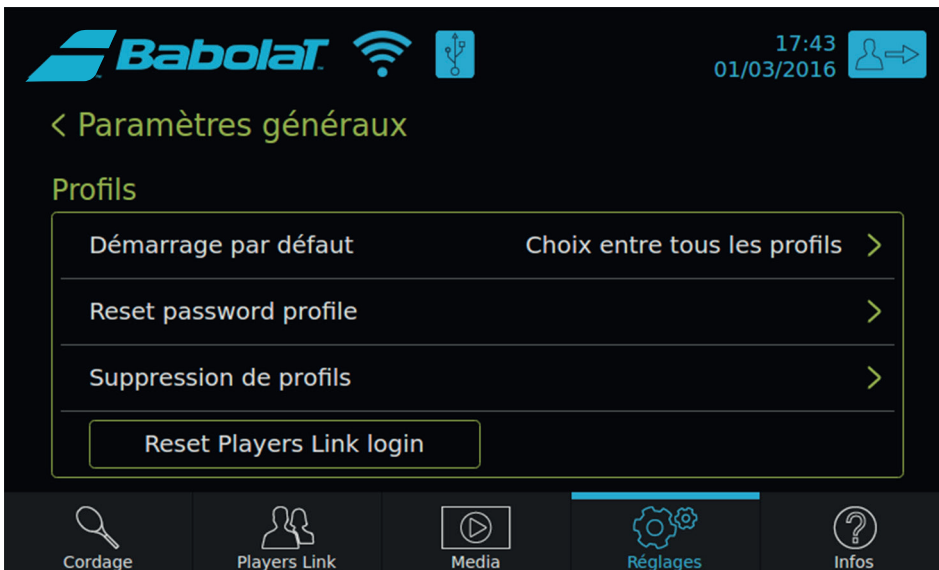 BabolaT
17:43
01/03/2016
< Paramètres généraux
Profils
Démarrage par défaut Choix entre tous les profils >
Reset password profile >
Suppression de profils >
Reset Players Link login
Cordage Players Link Media Réglages Infos